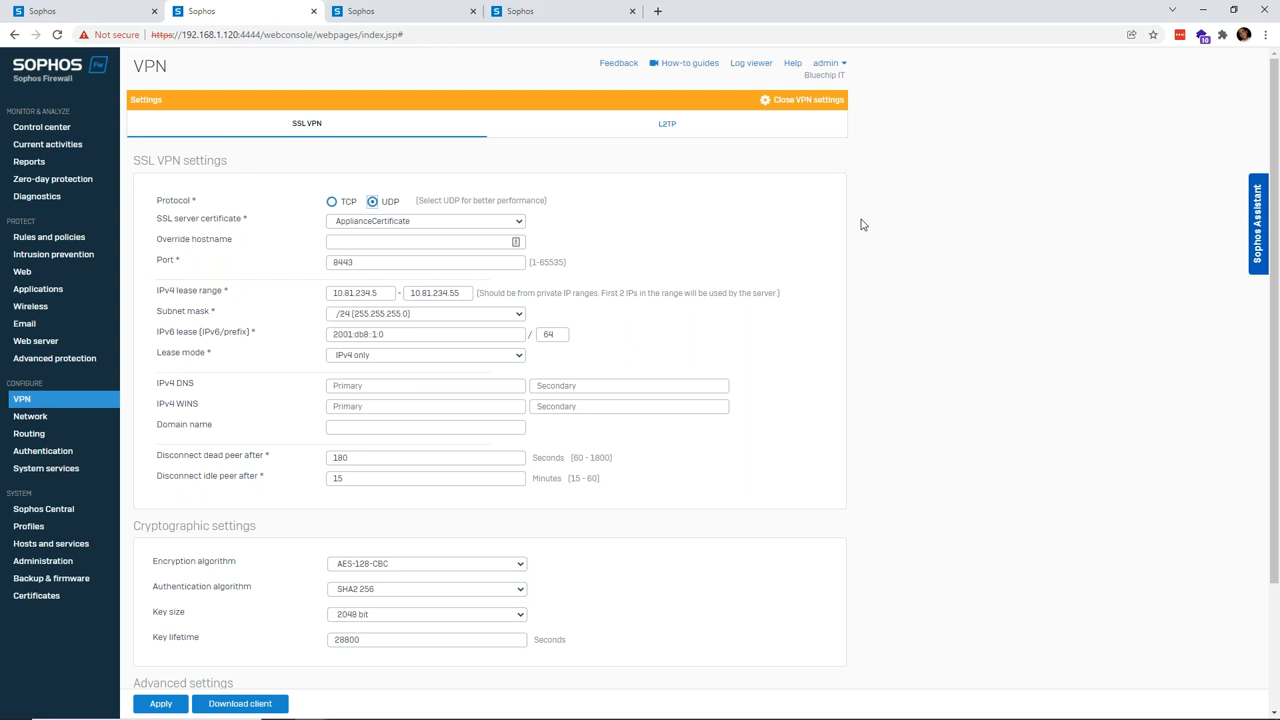 Sophos
Sophos
Sophos
Sophos
Not secure https://192.168.1.120:4444/webconsole/webpages/index.jsp#
10
SOPHOS Fw
Sophos Firewall
MONITOR & ANALYZE
Control center
Current activities
Reports
Zero-day protection
Diagnostics
PROTECT
Rules and policies
Intrusion prevention
Web
Applications
Wireless
Email
Web server
Advanced protection
CONFIGURE
VPN
Network
Routing
Authentication
System services
SYSTEM
Sophos Central
Profiles
Hosts and services
Administration
Backup & firmware
Certificates
VPN
Feedback How-to guides Log viewer Help admin
Bluechip IT
Settings Close VPN settings
SSL VPN L2TP
SSL VPN settings
Protocol * TCP UDP (Select UDP for better performance)
SSL server certificate * ApplianceCertificate
Override hostname
Port * 8443 (1-65535)
IPv4 lease range * 10.81.234.5 - 10.81.234.55 (Should be from private IP ranges. First 2 IPs in the range will be used by the server.)
Subnet mask * /24 (255.255.255.0)
IPv6 lease (IPv6/prefix) * 2001:db8::1:0 / 64
Lease mode * IPv4 only
IPv4 DNS Primary Secondary
IPv4 WINS Primary Secondary
Domain name
Disconnect dead peer after * 180 Seconds (60 - 1800)
Disconnect idle peer after * 15 Minutes (15 - 60)
Cryptographic settings
Encryption algorithm AES-128-CBC
Authentication algorithm SHA2 256
Key size 2048 bit
Key lifetime 28800 Seconds
Advanced settings
Apply Download client
Sophos Assistant